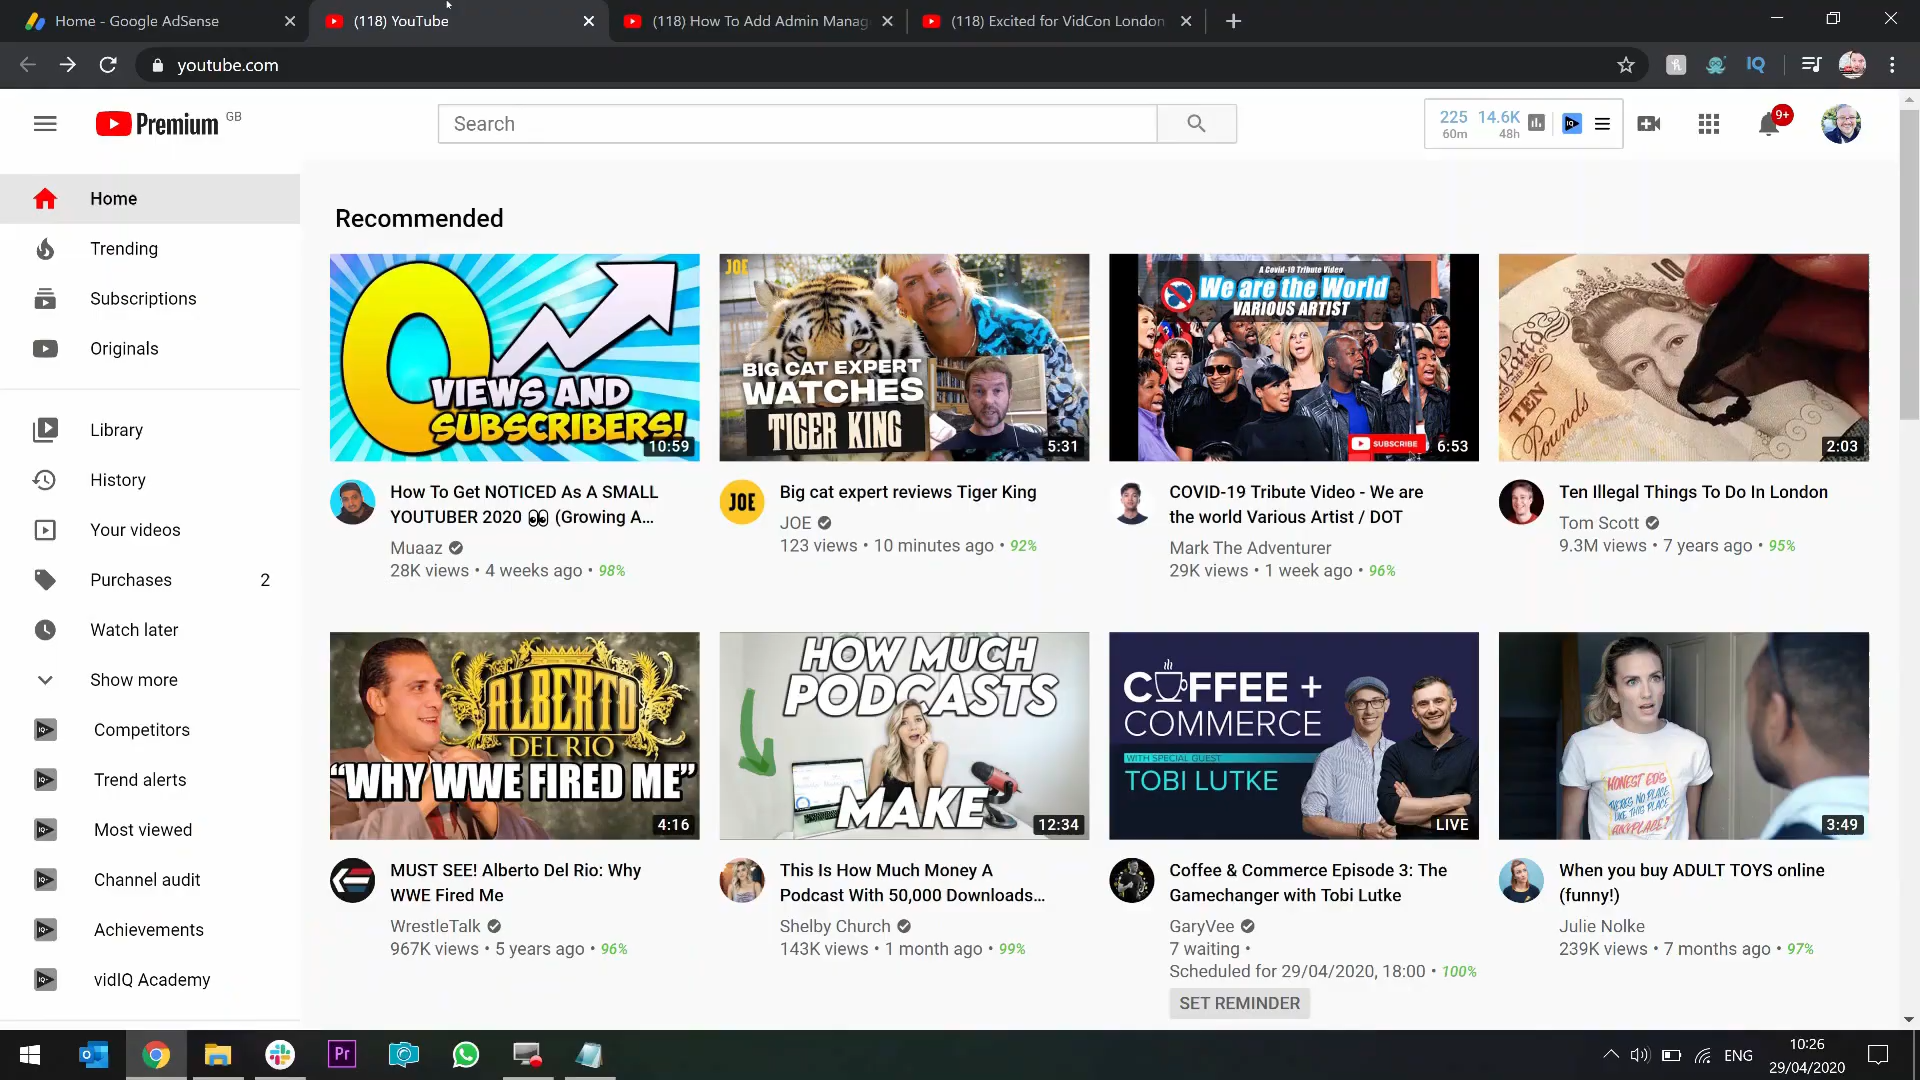 Home - Google AdSense
(118) YouTube
(118) How To Add Admin Manag
(118) Excited for VidCon London
youtube.com
IQ
Premium GB
Search
225 14.6K
60m 48h
9+
Home
Trending
Subscriptions
Originals
Library
History
Your videos
Purchases 2
Watch later
Show more
Competitors
Trend alerts
Most viewed
Channel audit
Achievements
vidIQ Academy
Recommended
0
VIEWS AND
SUBSCRIBERS!
10:59
How To Get NOTICED As A SMALL
YOUTUBER 2020 👀 (Growing A...
Muaaz
28K views • 4 weeks ago • 98%
JOE
BIG CAT EXPERT
WATCHES
TIGER KING
5:31
JOE
Big cat expert reviews Tiger King
JOE
123 views • 10 minutes ago • 92%
A Covid-19 Tribute Video
We are the World
VARIOUS ARTIST
SUBSCRIBE
6:53
COVID-19 Tribute Video - We are
the world Various Artist / DOT
Mark The Adventurer
29K views • 1 week ago • 96%
10
TEN
Pounds
2:03
Ten Illegal Things To Do In London
Tom Scott
9.3M views • 7 years ago • 95%
ALBERTO
DEL RIO
"WHY WWE FIRED ME"
4:16
MUST SEE! Alberto Del Rio: Why
WWE Fired Me
WrestleTalk
967K views • 5 years ago • 96%
HOW MUCH
PODCASTS
MAKE
12:34
This Is How Much Money A
Podcast With 50,000 Downloads...
Shelby Church
143K views • 1 month ago • 99%
COFFEE +
COMMERCE
WITH SPECIAL GUEST
TOBI LUTKE
LIVE
Coffee & Commerce Episode 3: The
Gamechanger with Tobi Lutke
GaryVee
7 waiting •
Scheduled for 29/04/2020, 18:00 • 100%
SET REMINDER
HONEST EDS
THERE'S NO PLACE
LIKE THIS PLACE
ANYPLACE!
3:49
When you buy ADULT TOYS online
(funny!)
Julie Nolke
239K views • 7 months ago • 97%
Pr
ENG
10:26
29/04/2020